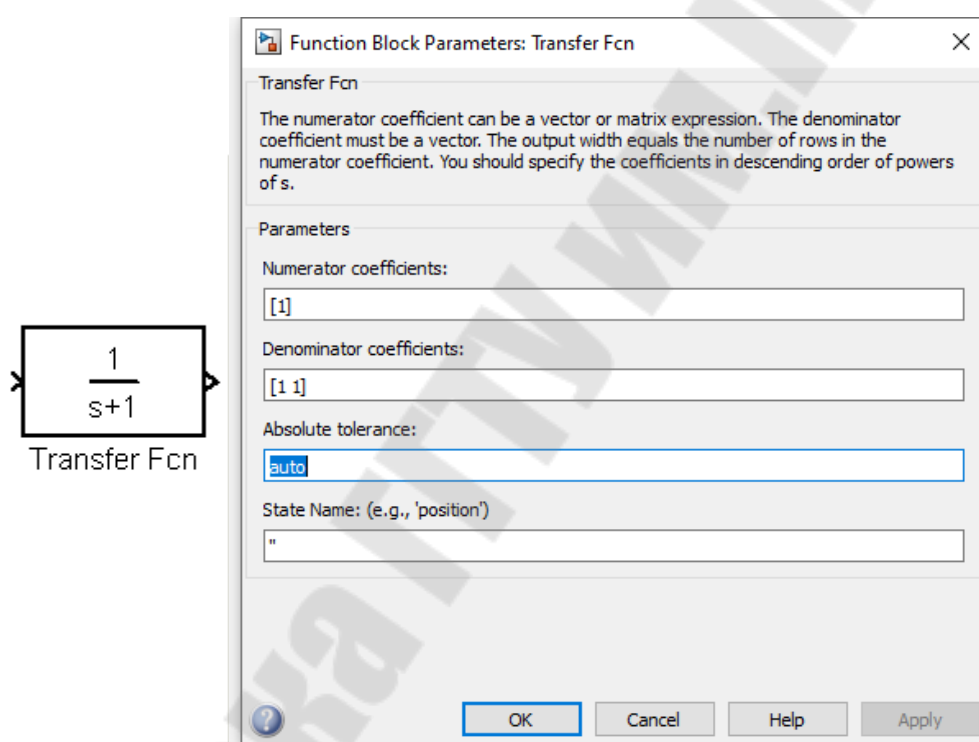 Function Block Parameters: Transfer Fcn
Transfer Fcn
The numerator coefficient can be a vector or matrix expression. The denominator
coefficient must be a vector. The output width equals the number of rows in the
numerator coefficient. You should specify the coefficients in descending order of powers
of s.
Parameters
Numerator coefficients:
[1]
Denominator coefficients:
[1 1]
Absolute tolerance:
auto
State Name: (e.g., 'position')
''
OK Cancel Help Apply
1
s+1
Transfer Fcn